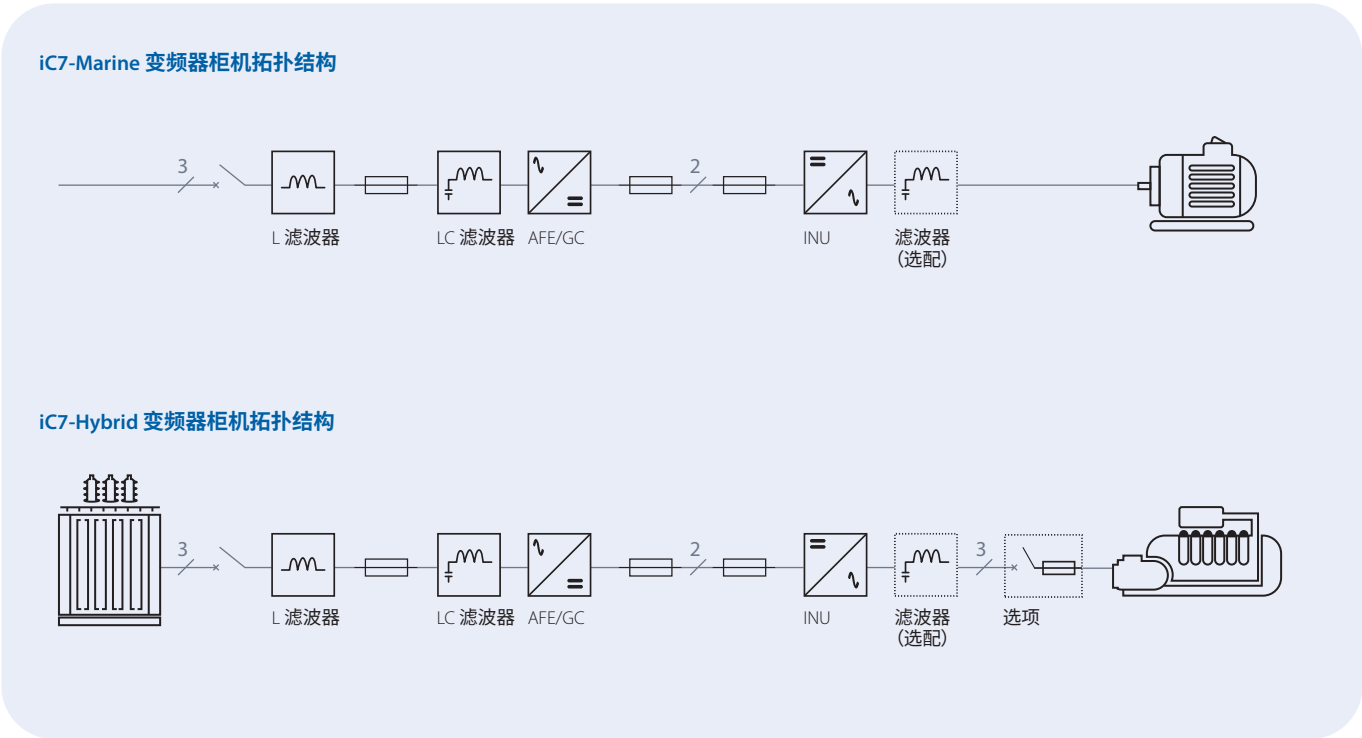 iC7-Marine 变频器柜机拓扑结构
3
2
L 滤波器
LC 滤波器
AFE/GC
INU
滤波器
(选配)
iC7-Hybrid 变频器柜机拓扑结构
3
2
3
L 滤波器
LC 滤波器
AFE/GC
INU
滤波器
(选配)
选项